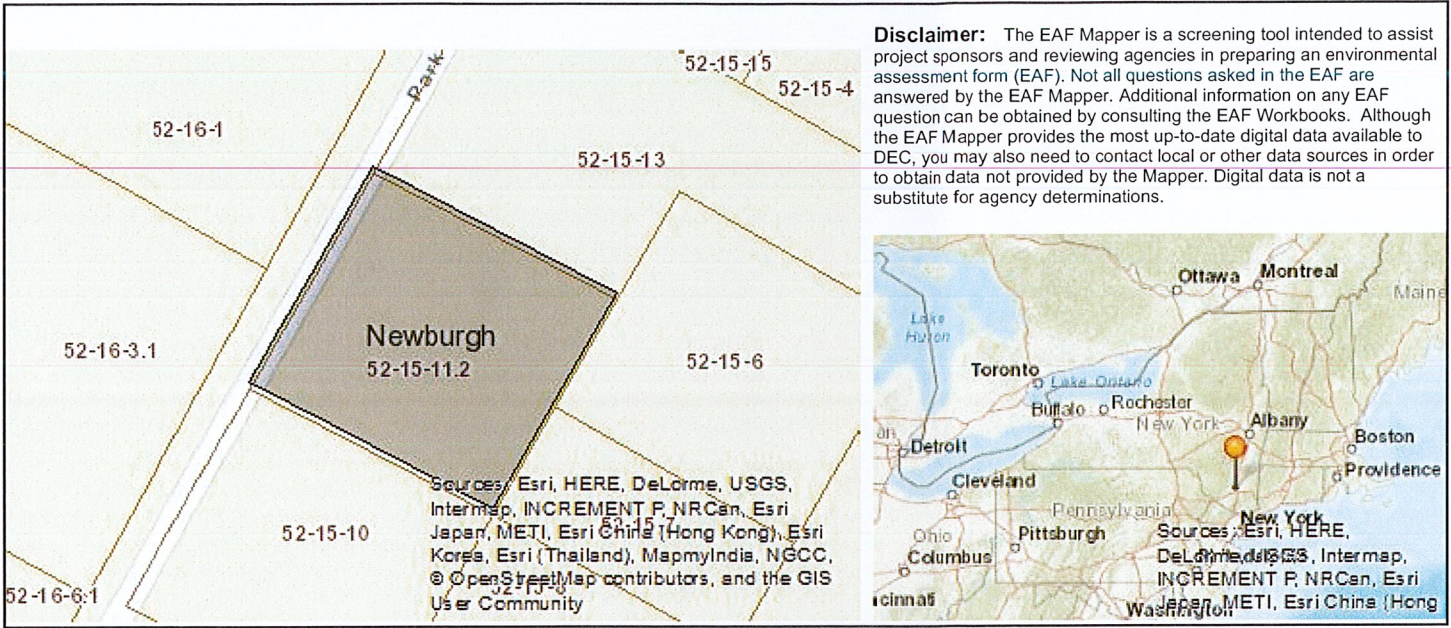 Disclaimer: The EAF Mapper is a screening tool intended to assist
project sponsors and reviewing agencies in preparing an environmental
assessment form (EAF). Not all questions asked in the EAF are
answered by the EAF Mapper. Additional information on any EAF
question can be obtained by consulting the EAF Workbooks. Although
the EAF Mapper provides the most up-to-date digital data available to
DEC, you may also need to contact local or other data sources in order
to obtain data not provided by the Mapper. Digital data is not a
substitute for agency determinations.
Park
52-15-15
52-15-4
52-16-1
52-15-13
Newburgh
52-15-11.2
52-16-3.1
52-15-6
52-15-10
52-15-7
52-16-6.1
Sources: Esri, HERE, DeLorme, USGS,
Intermap, INCREMENT P, NRCan, Esri
Japan, METI, Esri China (Hong Kong), Esri
Korea, Esri (Thailand), MapmyIndia, NGCC,
© OpenStreetMap contributors, and the GIS
User Community
Ottawa
Montreal
Maine
Lake
Huron
Toronto
Lake Ontario
Buffalo
Rochester
New York
Albany
Boston
Detroit
Providence
Cleveland
Pennsylvania
New York
Ohio
Pittsburgh
Columbus
cinnati
Washington
Sources: Esri, HERE,
DeLorme, USGS, Intermap,
INCREMENT P, NRCan, Esri
Japan, METI, Esri China (Hong